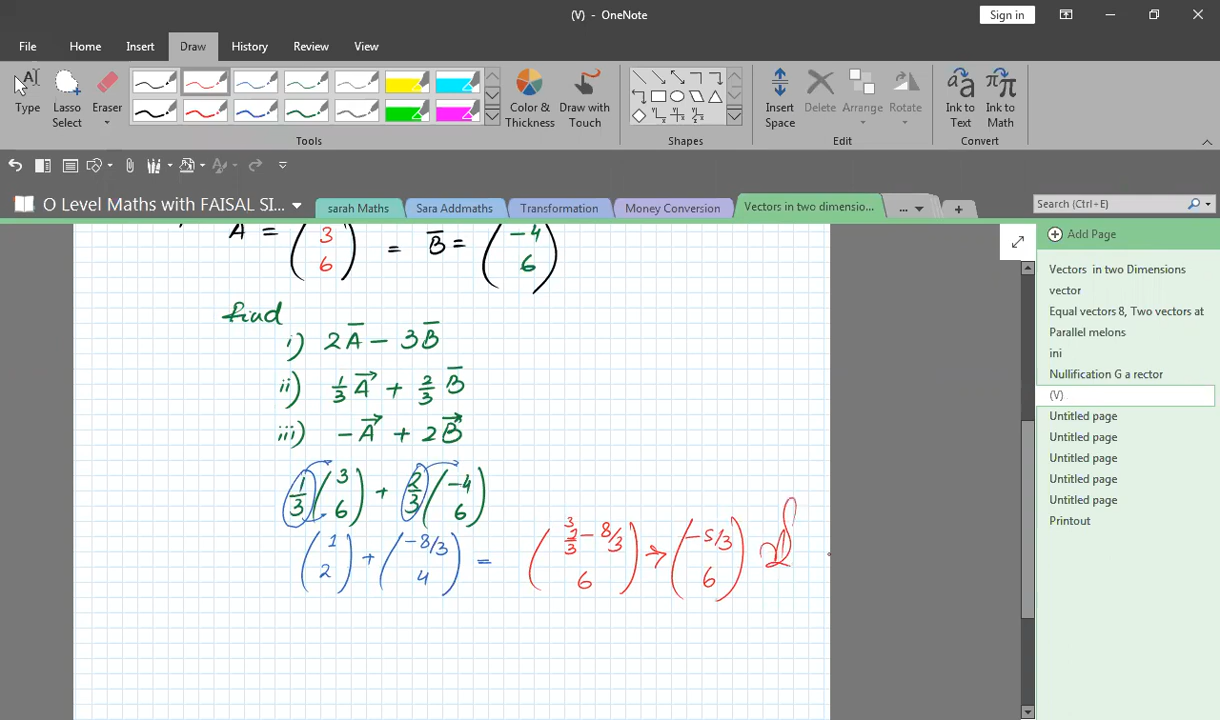 (V) - OneNote
Sign in
File Home Insert Draw History Review View
Type
Lasso Select
Eraser
Color & Thickness
Draw with Touch
Insert Space
Delete
Arrange
Rotate
Ink to Text
Ink to Math
Tools
Shapes
Edit
Convert
O Level Maths with FAISAL SI...
sarah Maths
Sara Addmaths
Transformation
Money Conversion
Vectors in two dimensio...
...
Search (Ctrl+E)
Add Page
Vectors in two Dimensions
vector
Equal vectors 8, Two vectors at
Parallel melons
ini
Nullification G a rector
(V)
Untitled page
Untitled page
Untitled page
Untitled page
Untitled page
Printout
A = (3 6) = B̅ = (-4 6)
find
i) 2A̅ - 3B̅
ii) 1/3 A⃗ + 2/3 B̅
iii) -A⃗ + 2B⃗
1/3 (3 6) + 2/3 (-4 6)
(1 2) + (-8/3 4) = (-8/3 6) → (-5/3 6)